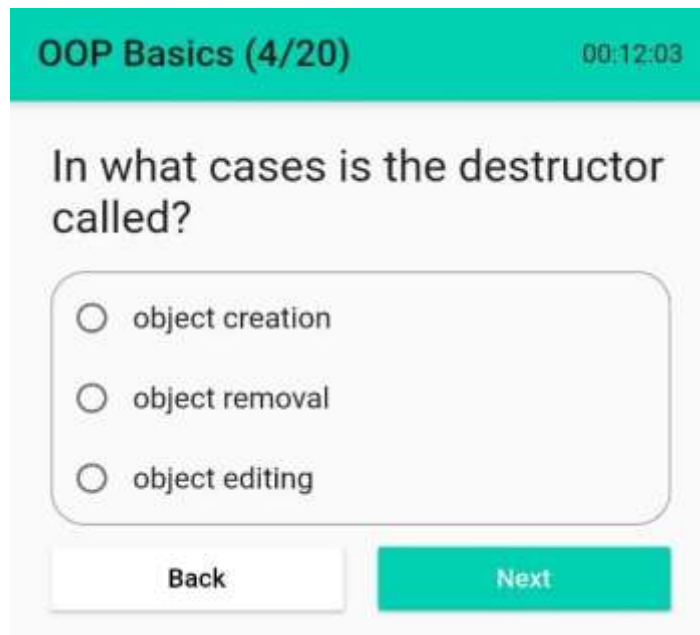 OOP Basics (4/20)
00:12:03
In what cases is the destructor
called?
object creation
object removal
object editing
Back
Next